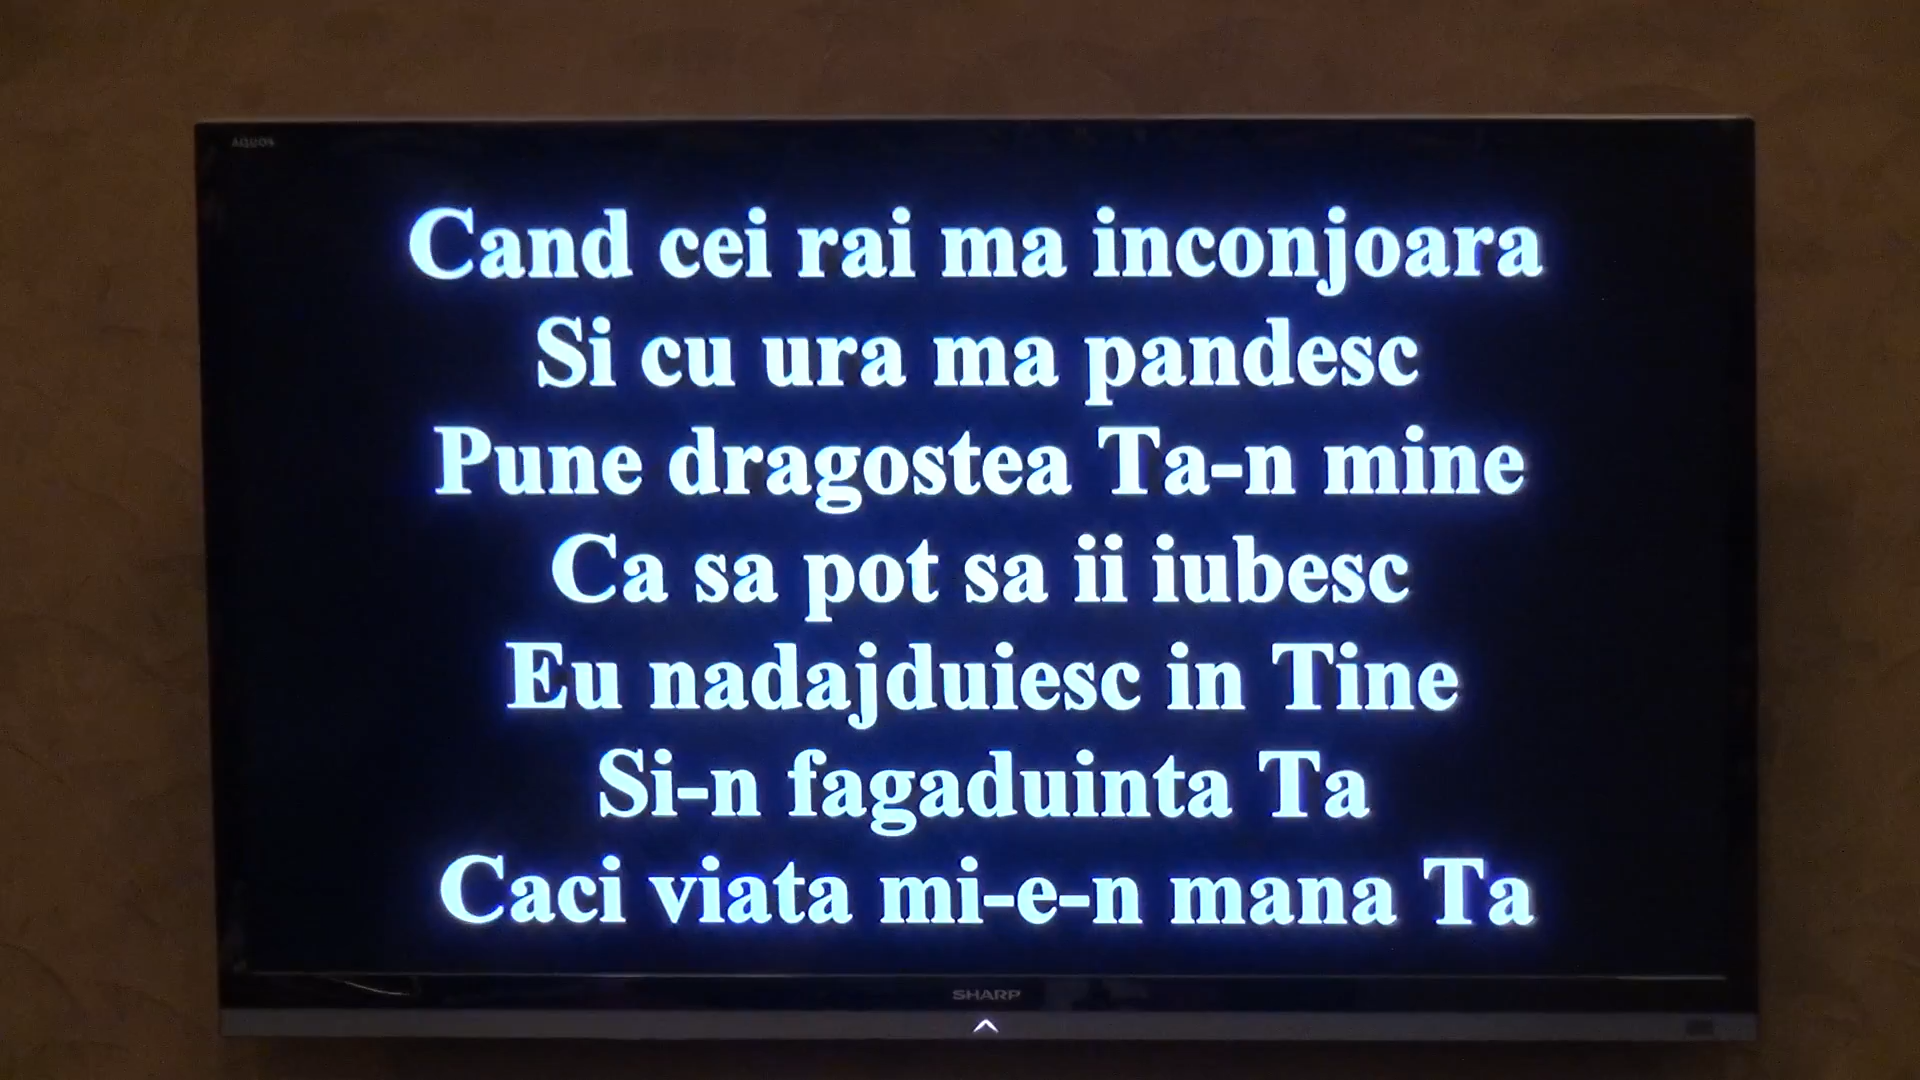 AQUOS
Cand cei rai ma inconjoara
Si cu ura ma pandesc
Pune dragostea Ta-n mine
Ca sa pot sa ii iubesc
Eu nadajduiesc in Tine
Si-n fagaduinta Ta
Caci viata mi-e-n mana Ta
SHARP